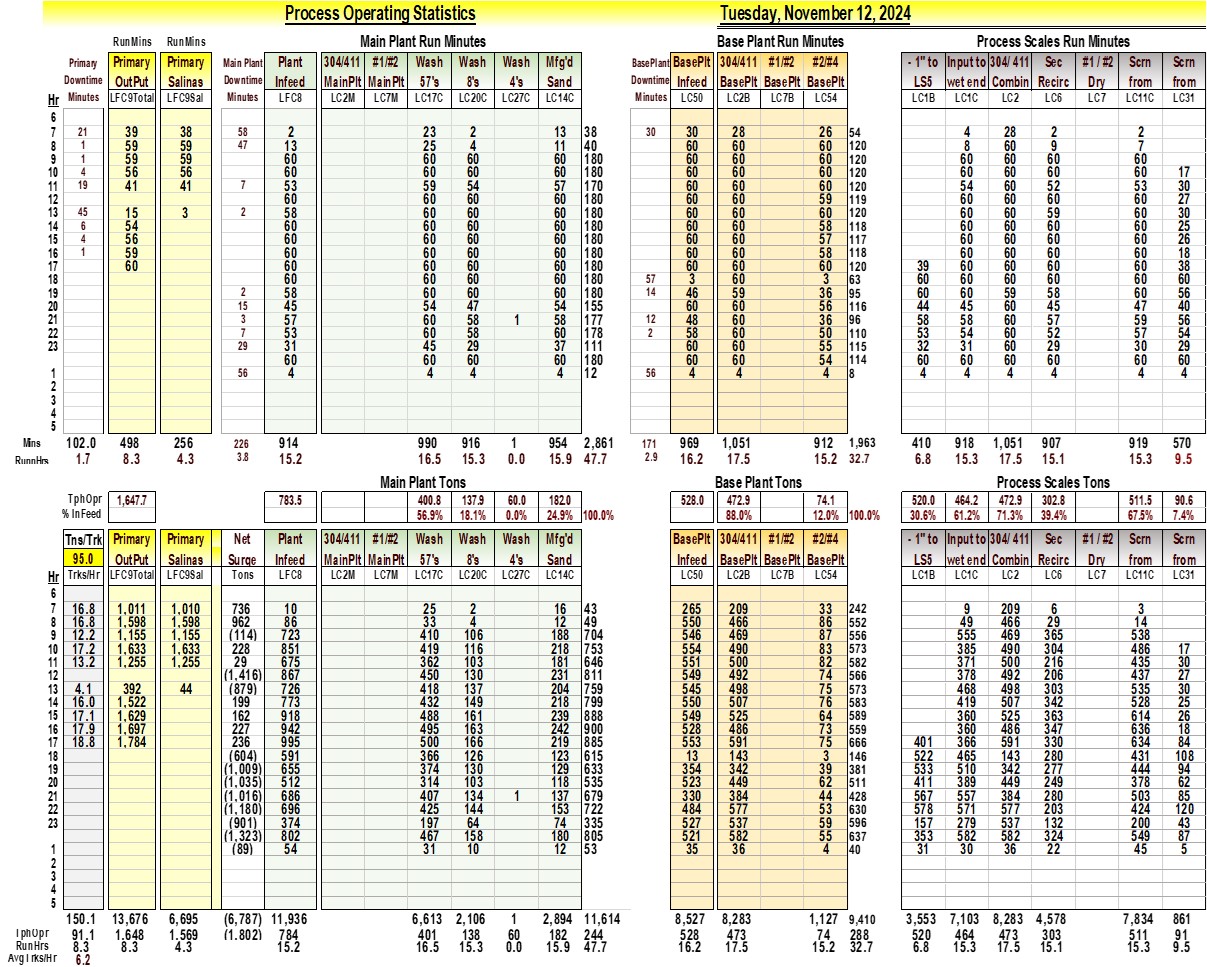 Process Operating Statistics Tuesday, November 12, 2024
RunMins RunMins Main Plant Run Minutes Base Plant Run Minutes Process Scales Run Minutes
Primary Primary Primary Main Plant Plant 304/411 #1/#2 Wash Wash Wash Mfg'd BasePlant BasePlt 304/411 #1/#2 #2/#4 - 1" to Input to 304/ 411 Sec #1 / #2 Scrn Scrn
Downtime OutPut Salinas Downtime Infeed MainPlt MainPlt 57's 8's 4's Sand Downtime Infeed BasePlt BasePlt BasePlt LS5 wet end Combin Recirc Dry from from
Hr Minutes LFC9Total LFC9Sal Minutes LFC8 LC2M LC7M LC17C LC20C LC27C LC14C Minutes LC50 LC2B LC7B LC54 LC1B LC1C LC2 LC6 LC7 LC11C LC31
6
7 21 39 38 58 2 23 2 13 38 30 30 28 26 54 4 28 2 2
8 1 59 59 47 13 25 4 11 40 60 60 60 120 8 60 9 7
9 1 59 59 60 60 60 60 180 60 60 60 120 60 60 60 60
10 4 56 56 60 60 60 60 180 60 60 60 120 60 60 60 60 17
11 19 41 41 7 53 59 54 57 170 60 60 60 120 54 60 52 53 30
12 60 60 60 60 180 60 60 59 119 60 60 60 60 27
13 45 15 3 2 58 60 60 60 180 60 60 60 120 60 60 59 60 30
14 6 54 60 60 60 60 180 60 60 58 118 60 60 60 60 25
15 4 56 60 60 60 60 180 60 60 57 117 60 60 60 60 26
16 1 59 60 60 60 60 180 60 60 58 118 60 60 60 60 18
17 60 60 60 60 60 180 60 60 60 120 39 60 60 60 60 38
18 60 60 60 60 180 57 3 60 3 63 60 60 60 60 60 60
19 2 58 60 60 60 180 14 46 59 36 95 60 60 59 58 60 56
20 15 45 54 47 54 155 60 60 56 116 44 45 60 45 47 40
21 3 57 60 58 1 58 177 12 48 60 36 96 58 58 60 57 59 56
22 7 53 60 58 60 178 2 58 60 50 110 53 54 60 52 57 54
23 29 31 45 29 37 111 60 60 55 115 32 31 60 29 30 29
60 60 60 60 180 60 60 54 114 60 60 60 60 60 60
1 56 4 4 4 4 12 56 4 4 4 8 4 4 4 4 4 4
2
3
4
5
Mins 102.0 498 256 226 914 990 916 1 954 2,861 171 969 1,051 912 1,963 410 918 1,051 907 919 570
RunnHrs 1.7 8.3 4.3 3.8 15.2 16.5 15.3 0.0 15.9 47.7 2.9 16.2 17.5 15.2 32.7 6.8 15.3 17.5 15.1 15.3 9.5
Main Plant Tons Base Plant Tons Process Scales Tons
TphOpr 1,647.7 783.5 400.8 137.9 60.0 182.0 528.0 472.9 74.1 520.0 464.2 472.9 302.8 511.5 90.6
% InFeed 56.9% 18.1% 0.0% 24.9% 100.0% 88.0% 12.0% 100.0% 30.6% 61.2% 71.3% 39.4% 67.5% 7.4%
Tns/Trk Primary Primary Net Plant 304/411 #1/#2 Wash Wash Wash Mfg'd BasePlt 304/411 #1/#2 #2/#4 - 1" to Input to 304/ 411 Sec #1 / #2 Scrn Scrn
95.0 OutPut Salinas Surge Infeed MainPlt MainPlt 57's 8's 4's Sand Infeed BasePlt BasePlt BasePlt LS5 wet end Combin Recirc Dry from from
Hr Trks/Hr LFC9Total LFC9Sal Tons LFC8 LC2M LC7M LC17C LC20C LC27C LC14C LC50 LC2B LC7B LC54 LC1B LC1C LC2 LC6 LC7 LC11C LC31
6
7 16.8 1,011 1,010 736 10 25 2 16 43 265 209 33 242 9 209 6 3
8 16.8 1,598 1,598 962 86 33 4 12 49 550 466 86 552 49 466 29 14
9 12.2 1,155 1,155 (114) 723 410 106 188 704 546 469 87 556 555 469 365 538
10 17.2 1,633 1,633 228 851 419 116 218 753 554 490 83 573 385 490 304 486 17
11 13.2 1,255 1,255 29 675 362 103 181 646 551 500 82 582 371 500 216 435 30
12 (1,416) 867 450 130 231 811 549 492 74 566 378 492 206 437 27
13 4.1 392 44 (879) 726 418 137 204 759 545 498 75 573 468 498 303 535 30
14 16.0 1,522 199 773 432 149 218 799 550 507 76 583 419 507 342 528 25
15 17.1 1,629 162 918 488 161 239 888 549 525 64 589 360 525 363 614 26
16 17.9 1,697 227 942 495 163 242 900 528 486 73 559 357 486 347 636 18
17 18.8 1,784 236 995 500 166 219 885 553 591 75 666 401 366 591 330 634 84
18 (604) 591 366 126 123 615 13 143 3 146 522 465 143 280 431 108
19 (1,009) 655 374 130 129 633 354 342 39 381 533 510 342 277 444 94
20 (1,035) 512 314 103 118 535 523 449 62 511 411 389 449 249 378 62
21 (1,016) 686 407 134 1 137 679 330 384 44 428 567 557 384 280 503 85
22 (1,180) 696 425 144 153 722 484 577 53 630 578 571 577 203 424 120
23 (901) 374 197 64 74 335 527 537 59 596 157 279 537 132 200 43
(1,323) 802 467 158 180 805 521 582 55 637 353 582 582 324 549 87
1 (89) 54 31 10 12 53 35 36 4 40 31 30 36 22 45 5
2
3
4
5
150.1 13,676 6,695 (6,787) 11,936 6,613 2,106 1 2,894 11,614 8,527 8,283 1,127 9,410 3,553 7,103 8,283 4,578 7,834 861
TphOpr 91.1 1,648 1,569 (1,802) 784 401 138 60 182 244 528 473 74 288 520 464 473 303 511 91
RunHrs 8.3 8.3 4.3 15.2 16.5 15.3 0.0 15.9 47.7 16.2 17.5 15.2 32.7 6.8 15.3 17.5 15.1 15.3 9.5
AvgTrks/Hr 6.2